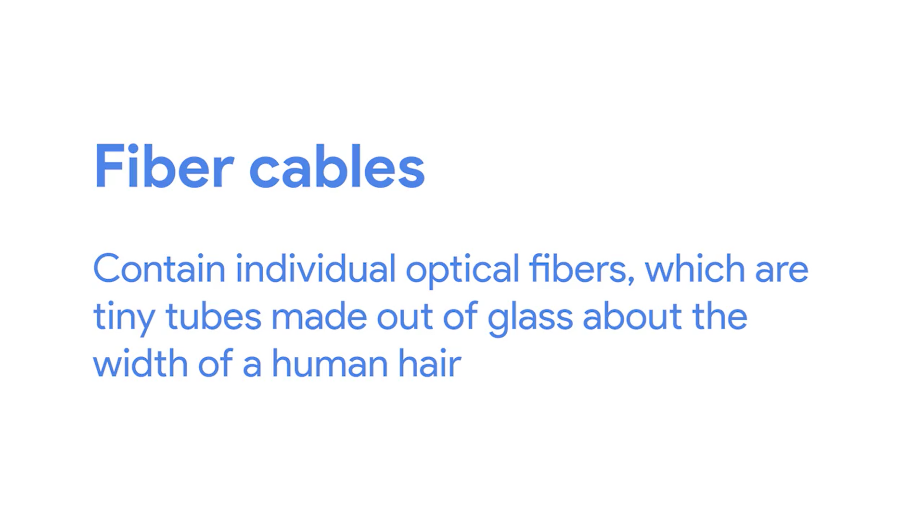 Fiber cables
Contain individual optical fibers, which are
tiny tubes made out of glass about the
width of a human hair